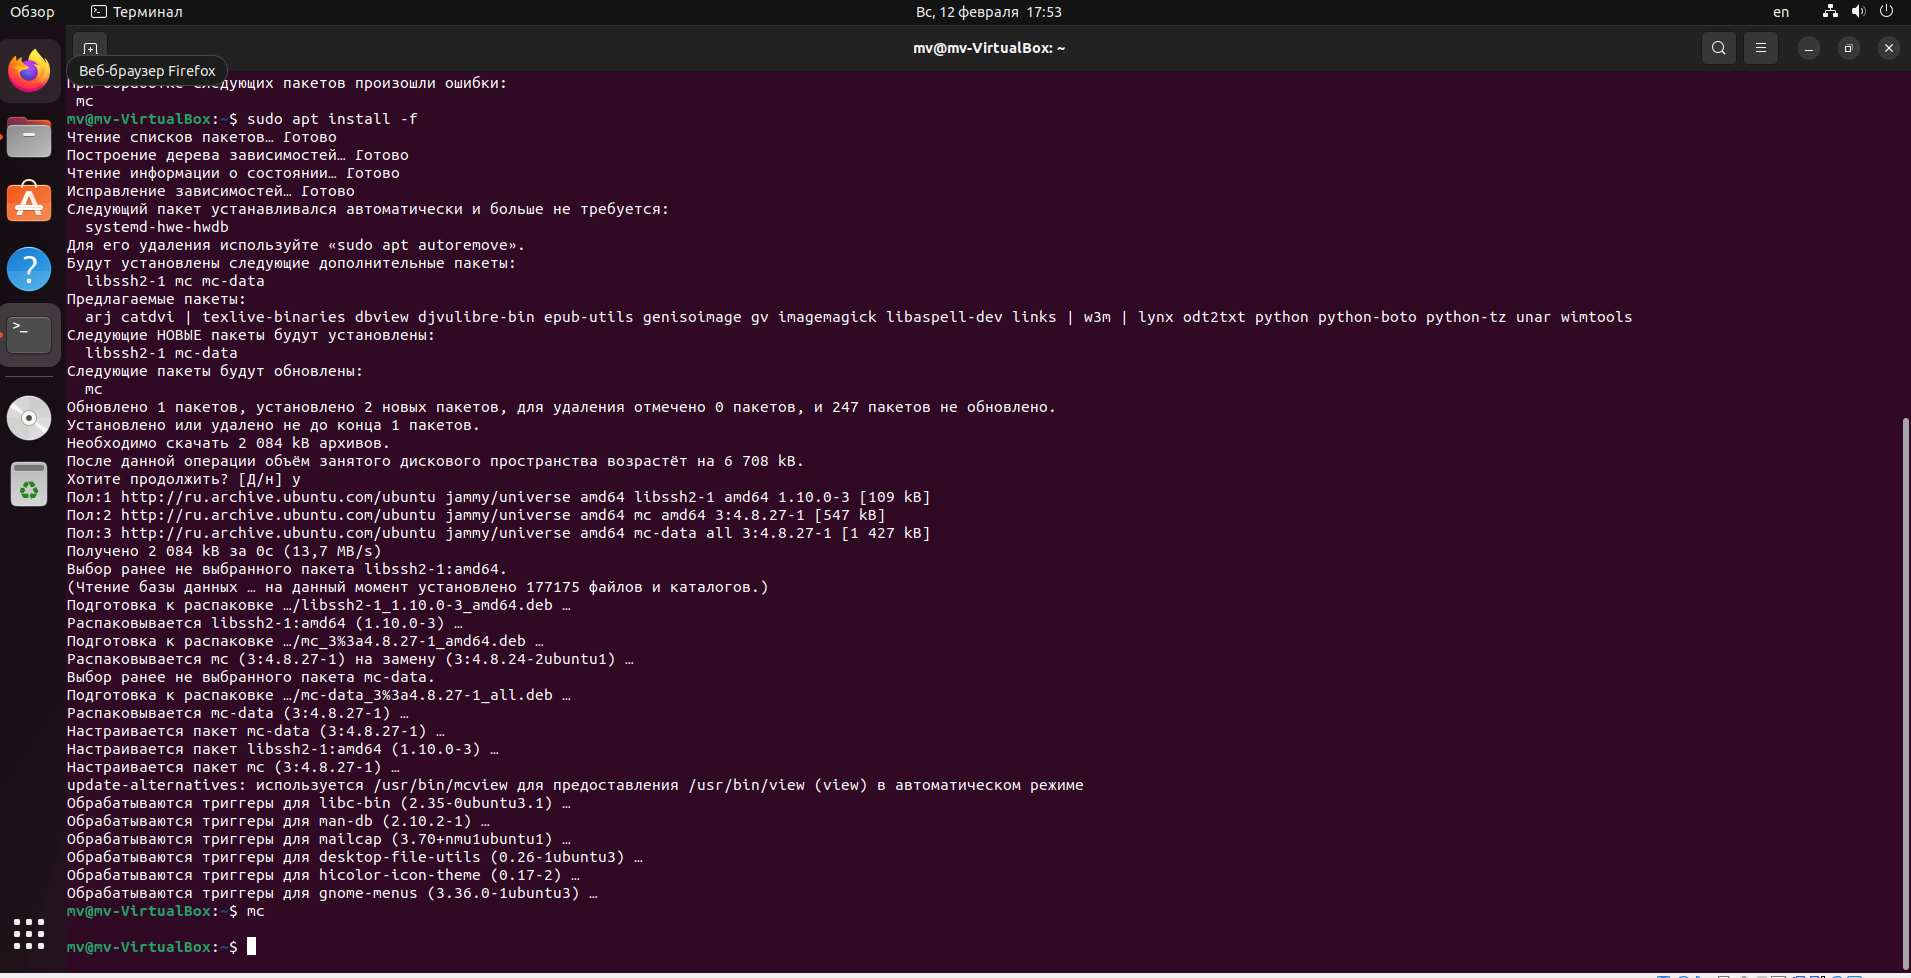 Обзор
Терминал
Вс, 12 февраля 17:53
en
mv@mv-VirtualBox: ~
Веб-браузер Firefox
При обработке следующих пакетов произошли ошибки:
mc
mv@mv-VirtualBox:~$ sudo apt install -f
Чтение списков пакетов… Готово
Построение дерева зависимостей… Готово
Чтение информации о состоянии… Готово
Исправление зависимостей… Готово
Следующий пакет устанавливался автоматически и больше не требуется:
systemd-hwe-hwdb
Для его удаления используйте «sudo apt autoremove».
Будут установлены следующие дополнительные пакеты:
libssh2-1 mc mc-data
Предлагаемые пакеты:
arj catdvi | texlive-binaries dbview djvulibre-bin epub-utils genisoimage gv imagemagick libaspell-dev links | w3m | lynx odt2txt python python-boto python-tz unar wimtools
Следующие НОВЫЕ пакеты будут установлены:
libssh2-1 mc-data
Следующие пакеты будут обновлены:
mc
Обновлено 1 пакетов, установлено 2 новых пакетов, для удаления отмечено 0 пакетов, и 247 пакетов не обновлено.
Установлено или удалено не до конца 1 пакетов.
Необходимо скачать 2 084 kB архивов.
После данной операции объём занятого дискового пространства возрастёт на 6 708 kB.
Хотите продолжить? [Д/н] y
Пол:1 http://ru.archive.ubuntu.com/ubuntu jammy/universe amd64 libssh2-1 amd64 1.10.0-3 [109 kB]
Пол:2 http://ru.archive.ubuntu.com/ubuntu jammy/universe amd64 mc amd64 3:4.8.27-1 [547 kB]
Пол:3 http://ru.archive.ubuntu.com/ubuntu jammy/universe amd64 mc-data all 3:4.8.27-1 [1 427 kB]
Получено 2 084 kB за 0с (13,7 MB/s)
Выбор ранее не выбранного пакета libssh2-1:amd64.
(Чтение базы данных … на данный момент установлено 177175 файлов и каталогов.)
Подготовка к распаковке …/libssh2-1_1.10.0-3_amd64.deb …
Распаковывается libssh2-1:amd64 (1.10.0-3) …
Подготовка к распаковке …/mc_3%3a4.8.27-1_amd64.deb …
Распаковывается mc (3:4.8.27-1) на замену (3:4.8.24-2ubuntu1) …
Выбор ранее не выбранного пакета mc-data.
Подготовка к распаковке …/mc-data_3%3a4.8.27-1_all.deb …
Распаковывается mc-data (3:4.8.27-1) …
Настраивается пакет mc-data (3:4.8.27-1) …
Настраивается пакет libssh2-1:amd64 (1.10.0-3) …
Настраивается пакет mc (3:4.8.27-1) …
update-alternatives: используется /usr/bin/mcview для предоставления /usr/bin/view (view) в автоматическом режиме
Обрабатываются триггеры для libc-bin (2.35-0ubuntu3.1) …
Обрабатываются триггеры для man-db (2.10.2-1) …
Обрабатываются триггеры для mailcap (3.70+nmu1ubuntu1) …
Обрабатываются триггеры для desktop-file-utils (0.26-1ubuntu3) …
Обрабатываются триггеры для hicolor-icon-theme (0.17-2) …
Обрабатываются триггеры для gnome-menus (3.36.0-1ubuntu3) …
mv@mv-VirtualBox:~$ mc
mv@mv-VirtualBox:~$